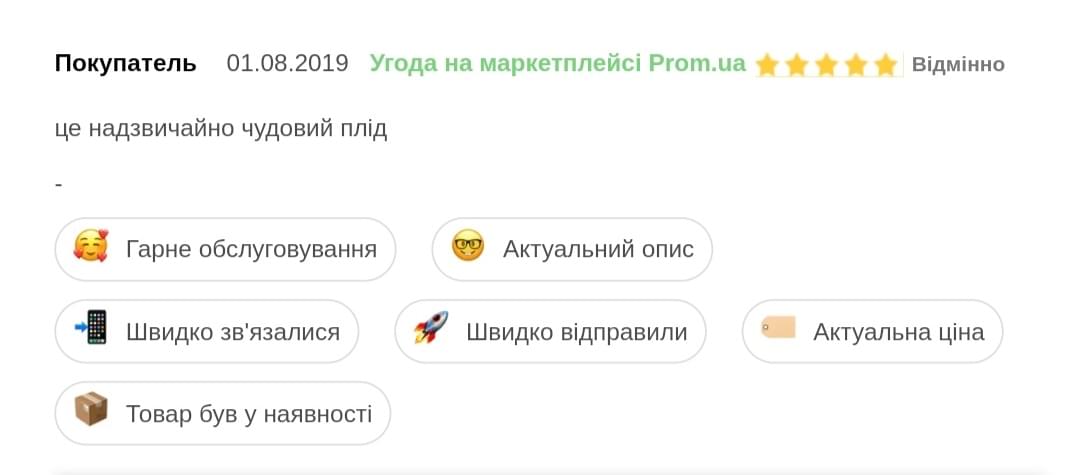 Покупатель 01.08.2019 Угода на маркетплейсі Prom.ua Відмінно
це надзвичайно чудовий плід
-
Гарне обслуговування Актуальний опис
Швидко зв'язалися Швидко відправили Актуальна ціна
Товар був у наявності